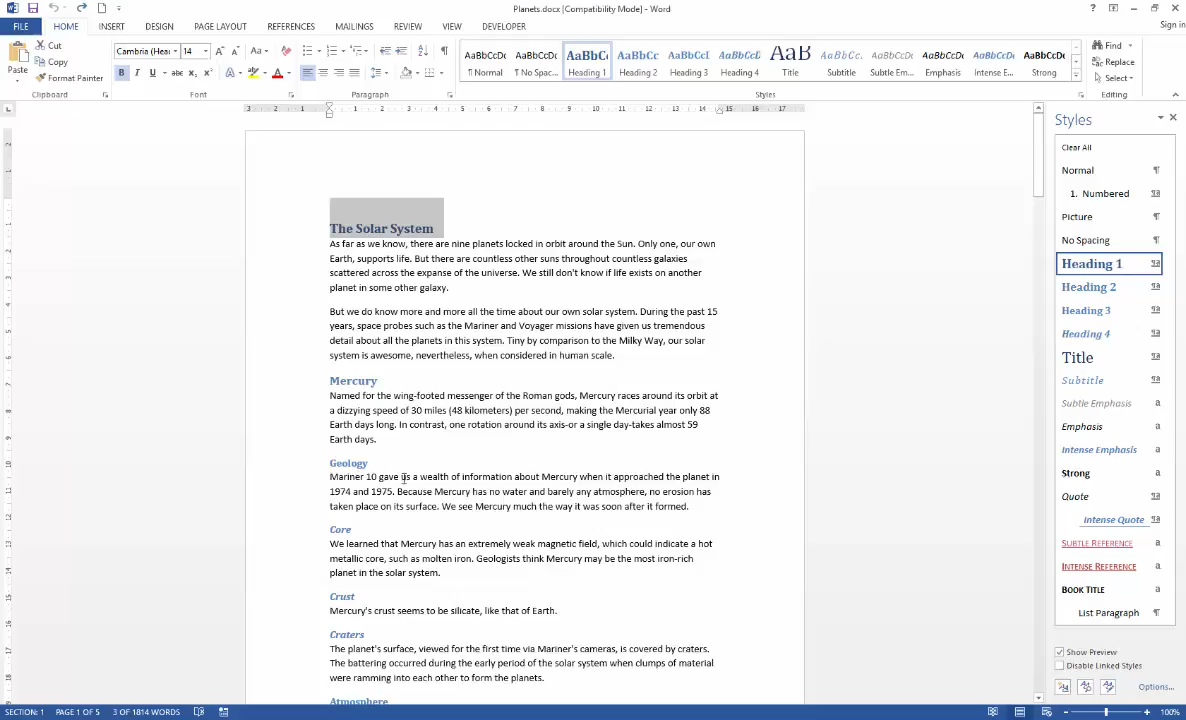 Planets.docx [Compatibility Mode] - Word
FILE HOME INSERT DESIGN PAGE LAYOUT REFERENCES MAILINGS REVIEW VIEW DEVELOPER Sign in
Paste
Cut
Copy
Format Painter
Cambria (Hea 14
¶ Normal ¶ No Spac... Heading 1 Heading 2 Heading 3 Heading 4 Title Subtitle Subtle Em... Emphasis Intense E... Strong
Find
Replace
Select
Clipboard Font Paragraph Styles Editing
The Solar System
As far as we know, there are nine planets locked in orbit around the Sun. Only one, our own
Earth, supports life. But there are countless other suns throughout countless galaxies
scattered across the expanse of the universe. We still don't know if life exists on another
planet in some other galaxy.
But we do know more and more all the time about our own solar system. During the past 15
years, space probes such as the Mariner and Voyager missions have given us tremendous
detail about all the planets in this system. Tiny by comparison to the Milky Way, our solar
system is awesome, nevertheless, when considered in human scale.
Mercury
Named for the wing-footed messenger of the Roman gods, Mercury races around its orbit at
a dizzying speed of 30 miles (48 kilometers) per second, making the Mercurial year only 88
Earth days long. In contrast, one rotation around its axis-or a single day-takes almost 59
Earth days.
Geology
Mariner 10 gave us a wealth of information about Mercury when it approached the planet in
1974 and 1975. Because Mercury has no water and barely any atmosphere, no erosion has
taken place on its surface. We see Mercury much the way it was soon after it formed.
Core
We learned that Mercury has an extremely weak magnetic field, which could indicate a hot
metallic core, such as molten iron. Geologists think Mercury may be the most iron-rich
planet in the solar system.
Crust
Mercury's crust seems to be silicate, like that of Earth.
Craters
The planet's surface, viewed for the first time via Mariner's cameras, is covered by craters.
The battering occurred during the early period of the solar system when clumps of material
were ramming into each other to form the planets.
Atmosphere
Styles
Clear All
Normal
1. Numbered
Picture
No Spacing
Heading 1
Heading 2
Heading 3
Heading 4
Title
Subtitle
Subtle Emphasis
Emphasis
Intense Emphasis
Strong
Quote
Intense Quote
SUBTLE REFERENCE
INTENSE REFERENCE
BOOK TITLE
List Paragraph
Show Preview
Disable Linked Styles
Options...
SECTION: 1 PAGE 1 OF 5 3 OF 1814 WORDS 100%